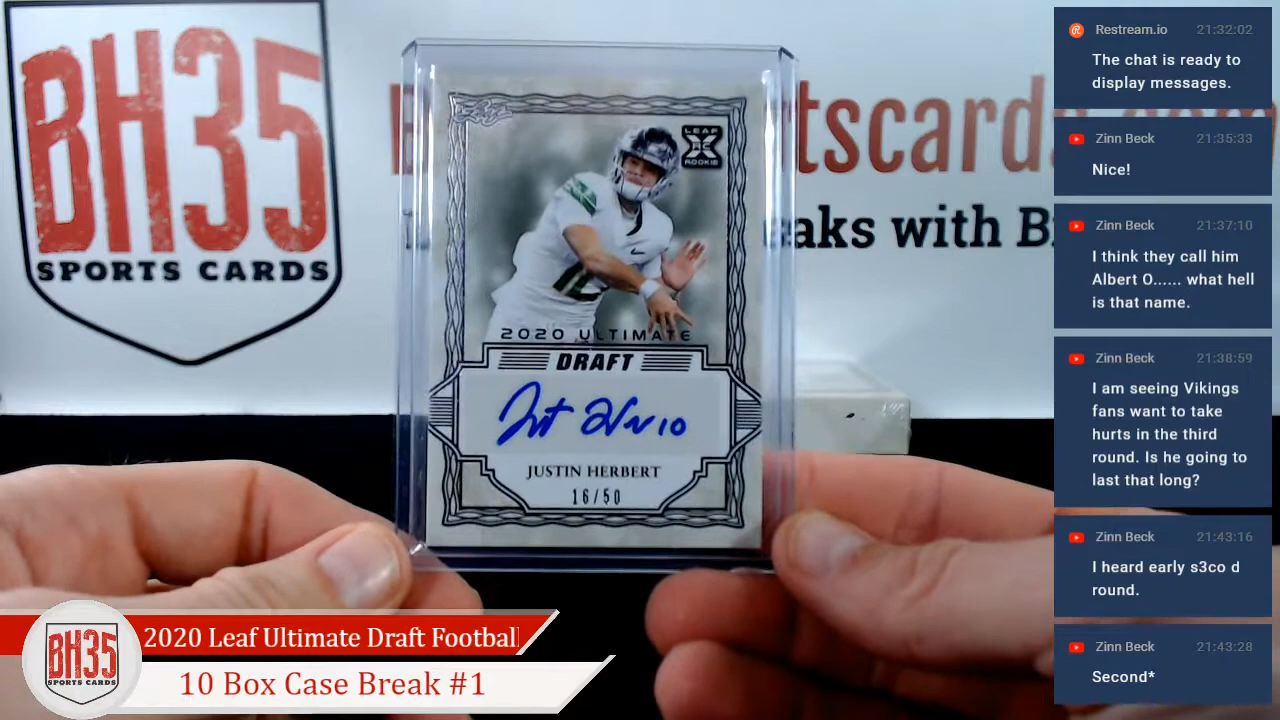 BH35
SPORTS CARDS
tscards.
aks with B
Leaf
LEAF
ROOKIE
2020 ULTIMATE
DRAFT
10
JUSTIN HERBERT
16/50
BH35
SPORTS CARDS
2020 Leaf Ultimate Draft Football
10 Box Case Break #1
Restream.io 21:32:02
The chat is ready to
display messages.
Zinn Beck 21:35:33
Nice!
Zinn Beck 21:37:10
I think they call him
Albert O...... what hell
is that name.
Zinn Beck 21:38:59
I am seeing Vikings
fans want to take
hurts in the third
round. Is he going to
last that long?
Zinn Beck 21:43:16
I heard early s3co d
round.
Zinn Beck 21:43:28
Second*